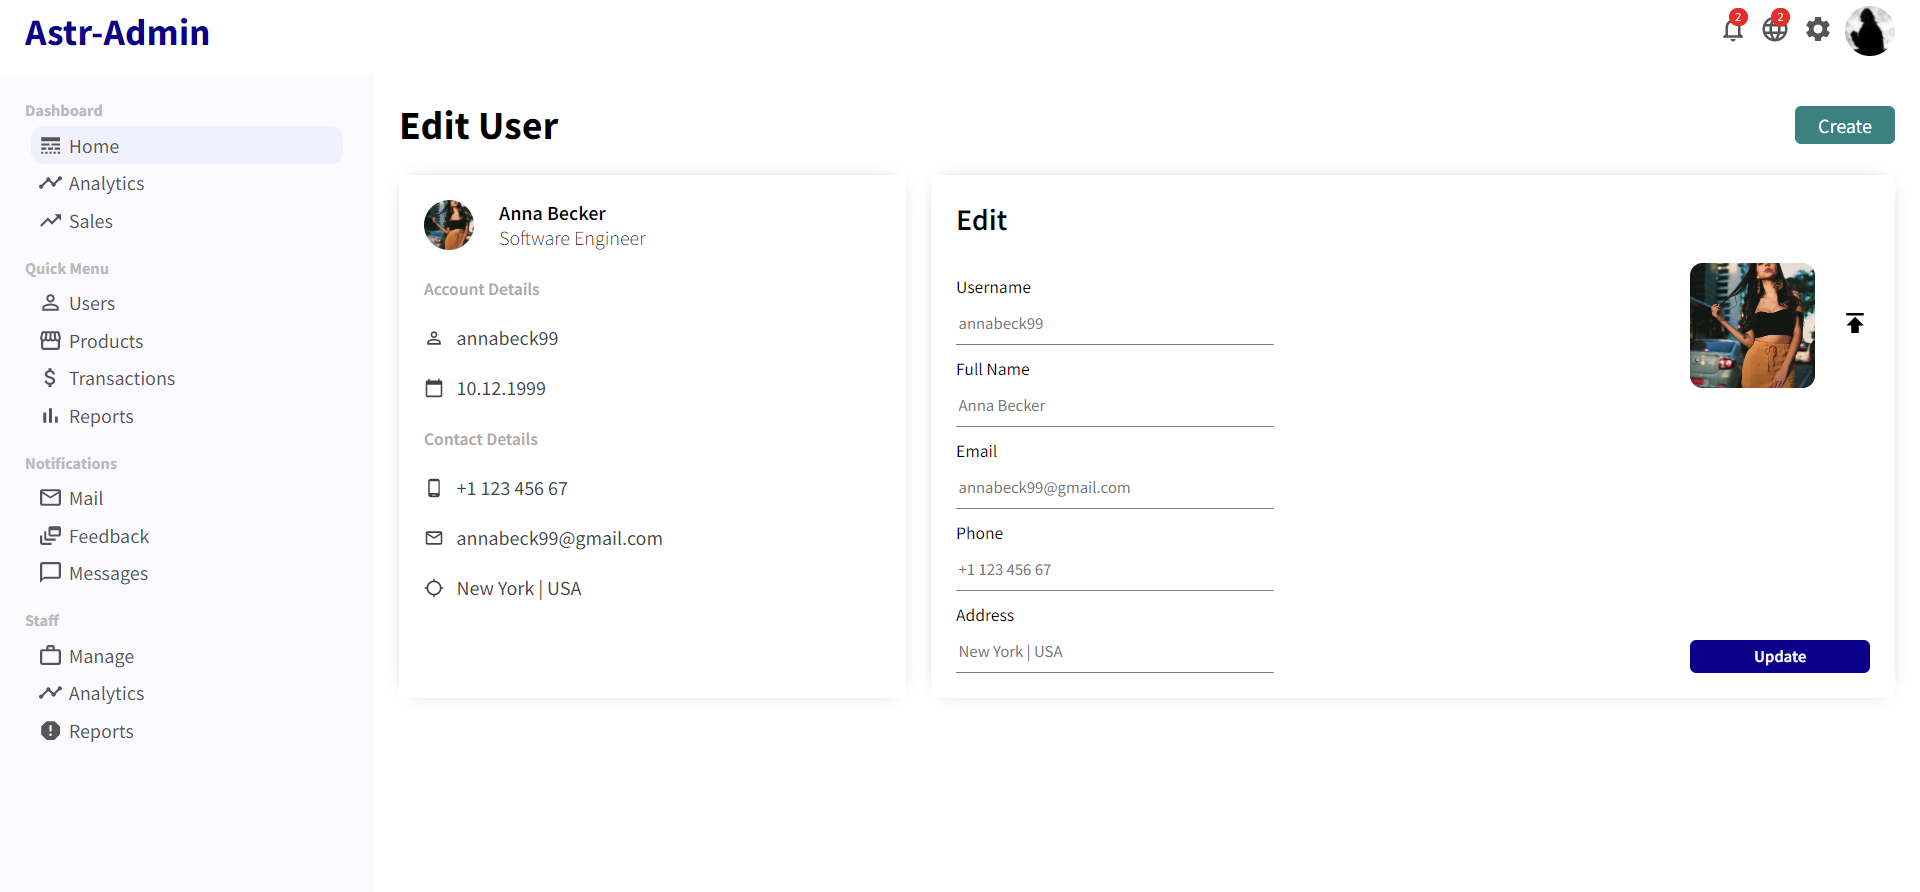 Astr-Admin
2
2
Dashboard
Home
Analytics
Sales
Quick Menu
Users
Products
Transactions
Reports
Notifications
Mail
Feedback
Messages
Staff
Manage
Analytics
Reports
Edit User
Create
Anna Becker
Software Engineer
Account Details
annabeck99
10.12.1999
Contact Details
+1 123 456 67
annabeck99@gmail.com
New York | USA
Edit
Username
annabeck99
Full Name
Anna Becker
Email
annabeck99@gmail.com
Phone
+1 123 456 67
Address
New York | USA
Update